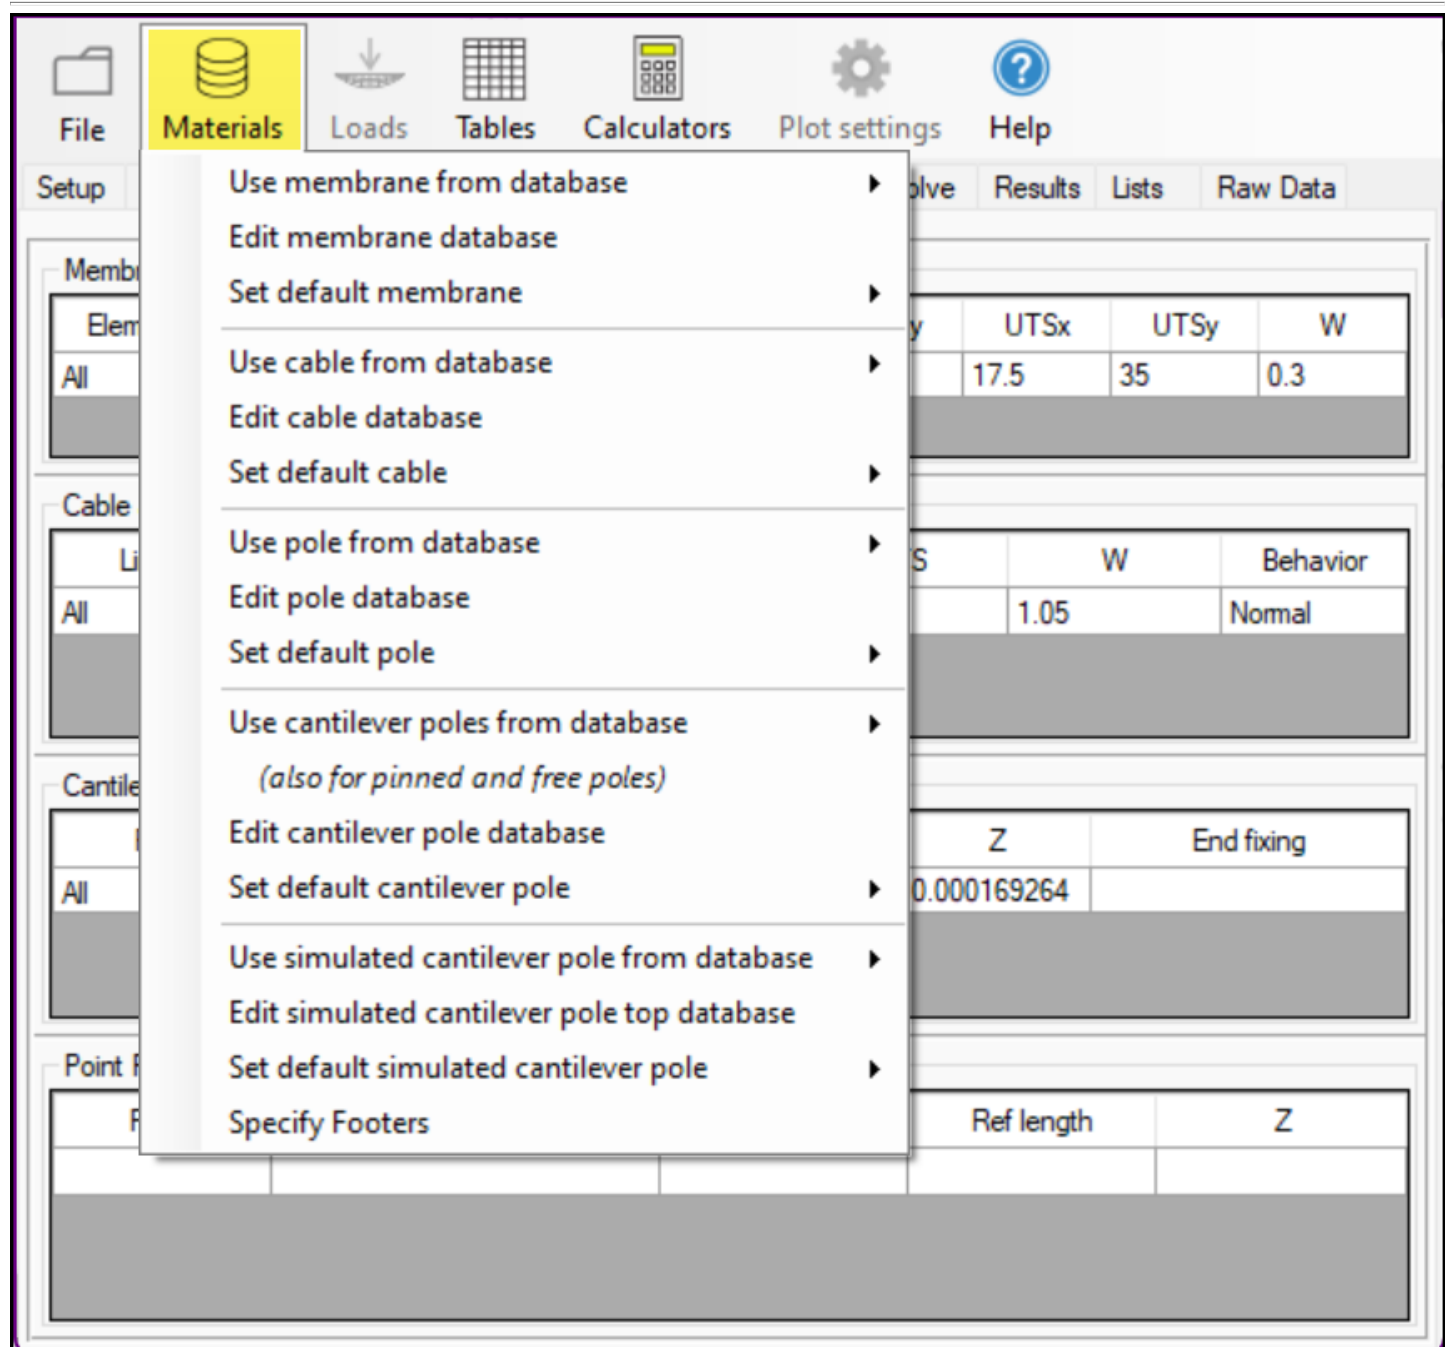 File Materials Loads Tables Calculators Plot settings Help
Setup Results Lists Raw Data
Use membrane from database
Edit membrane database
Set default membrane
Use cable from database
Edit cable database
Set default cable
Use pole from database
Edit pole database
Set default pole
Use cantilever poles from database
(also for pinned and free poles)
Edit cantilever pole database
Set default cantilever pole
Use simulated cantilever pole from database
Edit simulated cantilever pole top database
Set default simulated cantilever pole
Specify Footers
UTSx UTSy W
All 17.5 35 0.3
Cable
W Behavior
All 1.05 Normal
Z End fixing
All 0.000169264
Point
Ref length Z